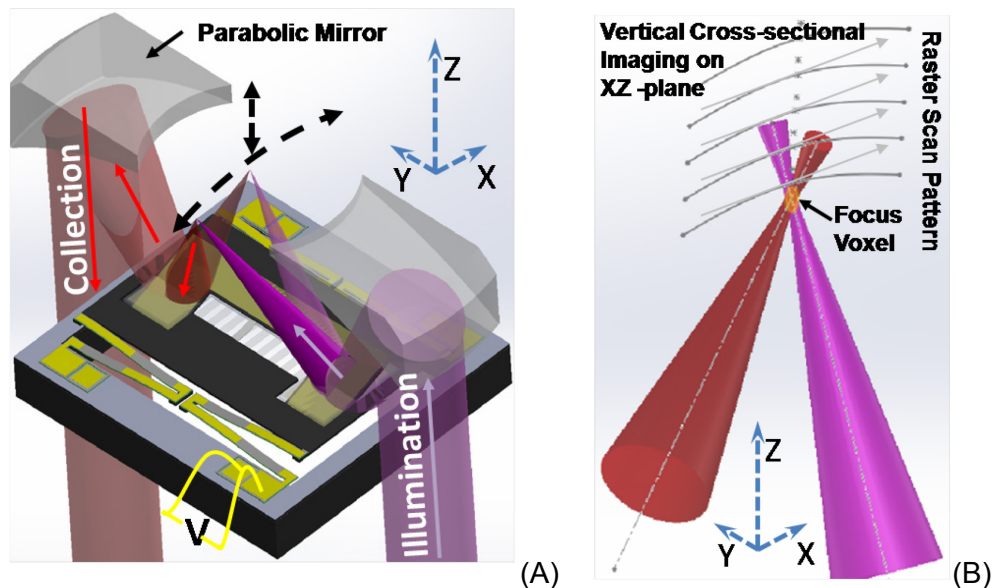 Parabolic Mirror
Z
Y
X
Collection
Illumination
V
(A)
Vertical Cross-sectional
Imaging on
XZ -plane
Raster Scan Pattern
Focus
Voxel
Z
Y
X
(B)